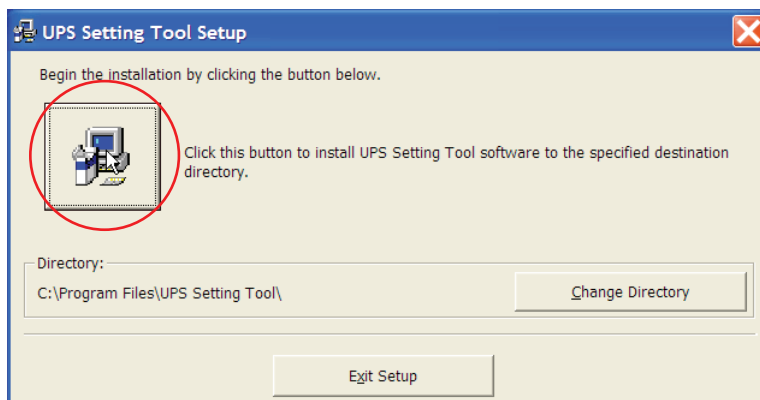 UPS Setting Tool Setup
Begin the installation by clicking the button below.
Click this button to install UPS Setting Tool software to the specified destination
directory.
Directory:
C:\Program Files\UPS Setting Tool\
Change Directory
Exit Setup